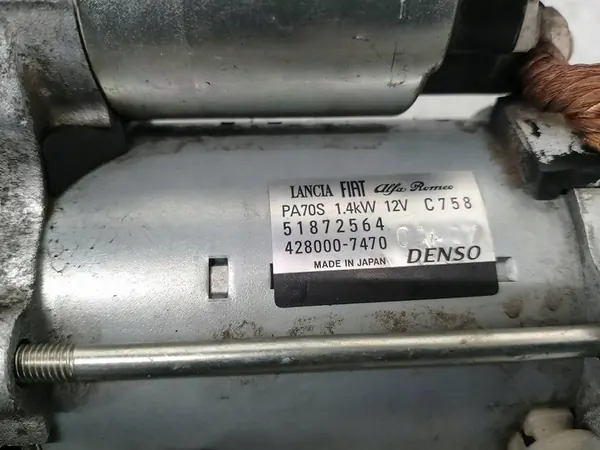 LANCIA FIAT Alfa Romeo
PA70S 1.4kW 12V C758
51872564
428000-7470
MADE IN JAPAN DENSO